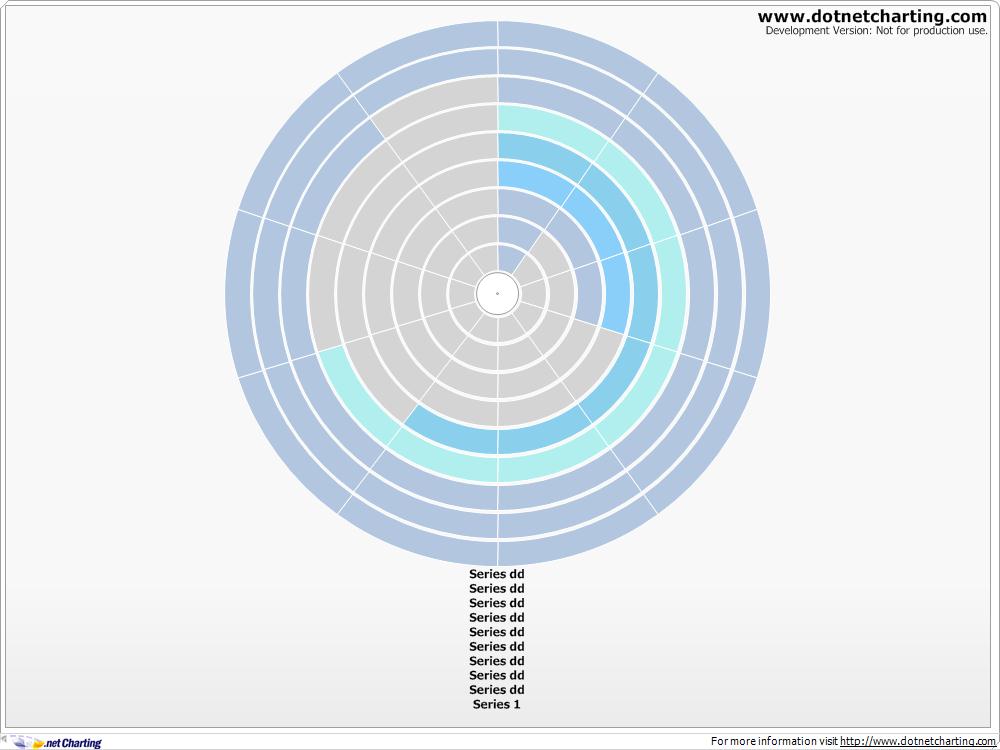 www.dotnetcharting.com
Development Version: Not for production use.
Series dd
Series dd
Series dd
Series dd
Series dd
Series dd
Series dd
Series dd
Series dd
Series 1
.net Charting
For more information visit http://www.dotnetcharting.com